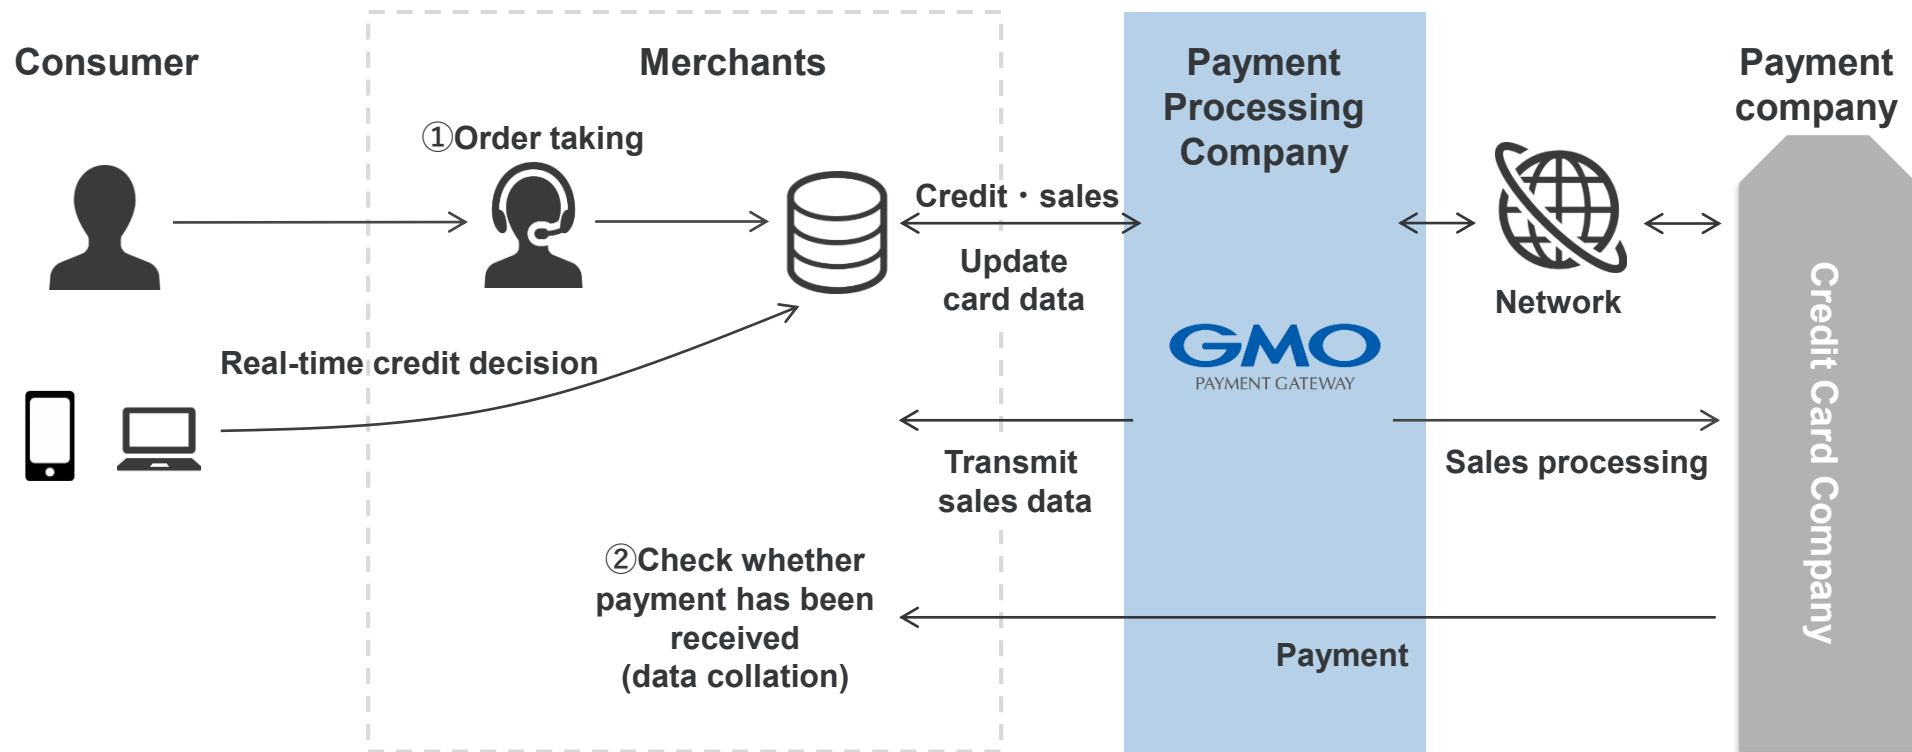 Consumer
Merchants
Payment
Processing
Company
Payment
company
①Order taking
Credit・sales
Update
card data
Network
GMO
PAYMENT GATEWAY
Real-time credit decision
Transmit
sales data
Sales processing
②Check whether
payment has been
received
(data collation)
Payment
Credit Card Company